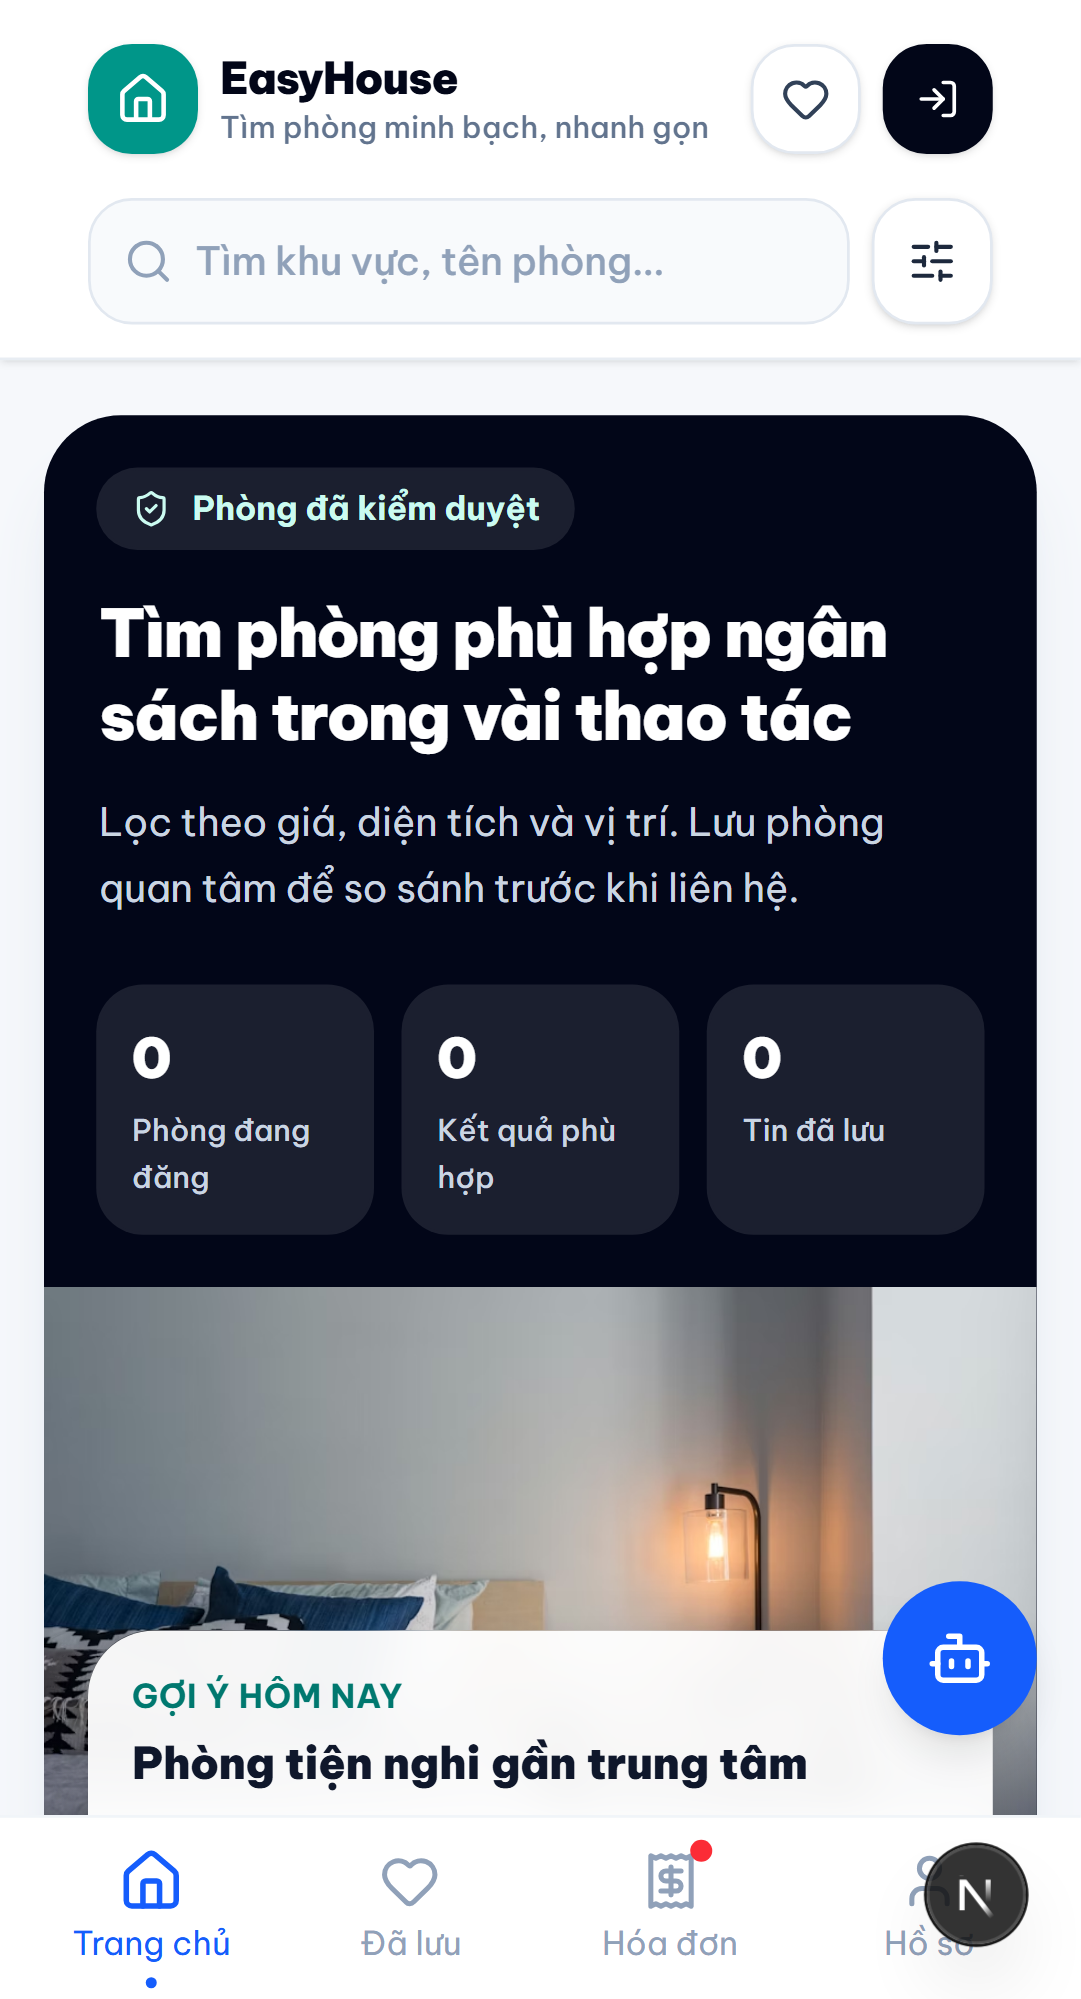 EasyHouse
Tìm phòng minh bạch, nhanh gọn
Tìm khu vực, tên phòng...
Phòng đã kiểm duyệt
Tìm phòng phù hợp ngân
sách trong vài thao tác
Lọc theo giá, diện tích và vị trí. Lưu phòng
quan tâm để so sánh trước khi liên hệ.
0
Phòng đang
đăng
0
Kết quả phù
hợp
0
Tin đã lưu
GỢI Ý HÔM NAY
Phòng tiện nghi gần trung tâm
Trang chủ
Đã lưu
Hóa đơn
Hồ sơ
N